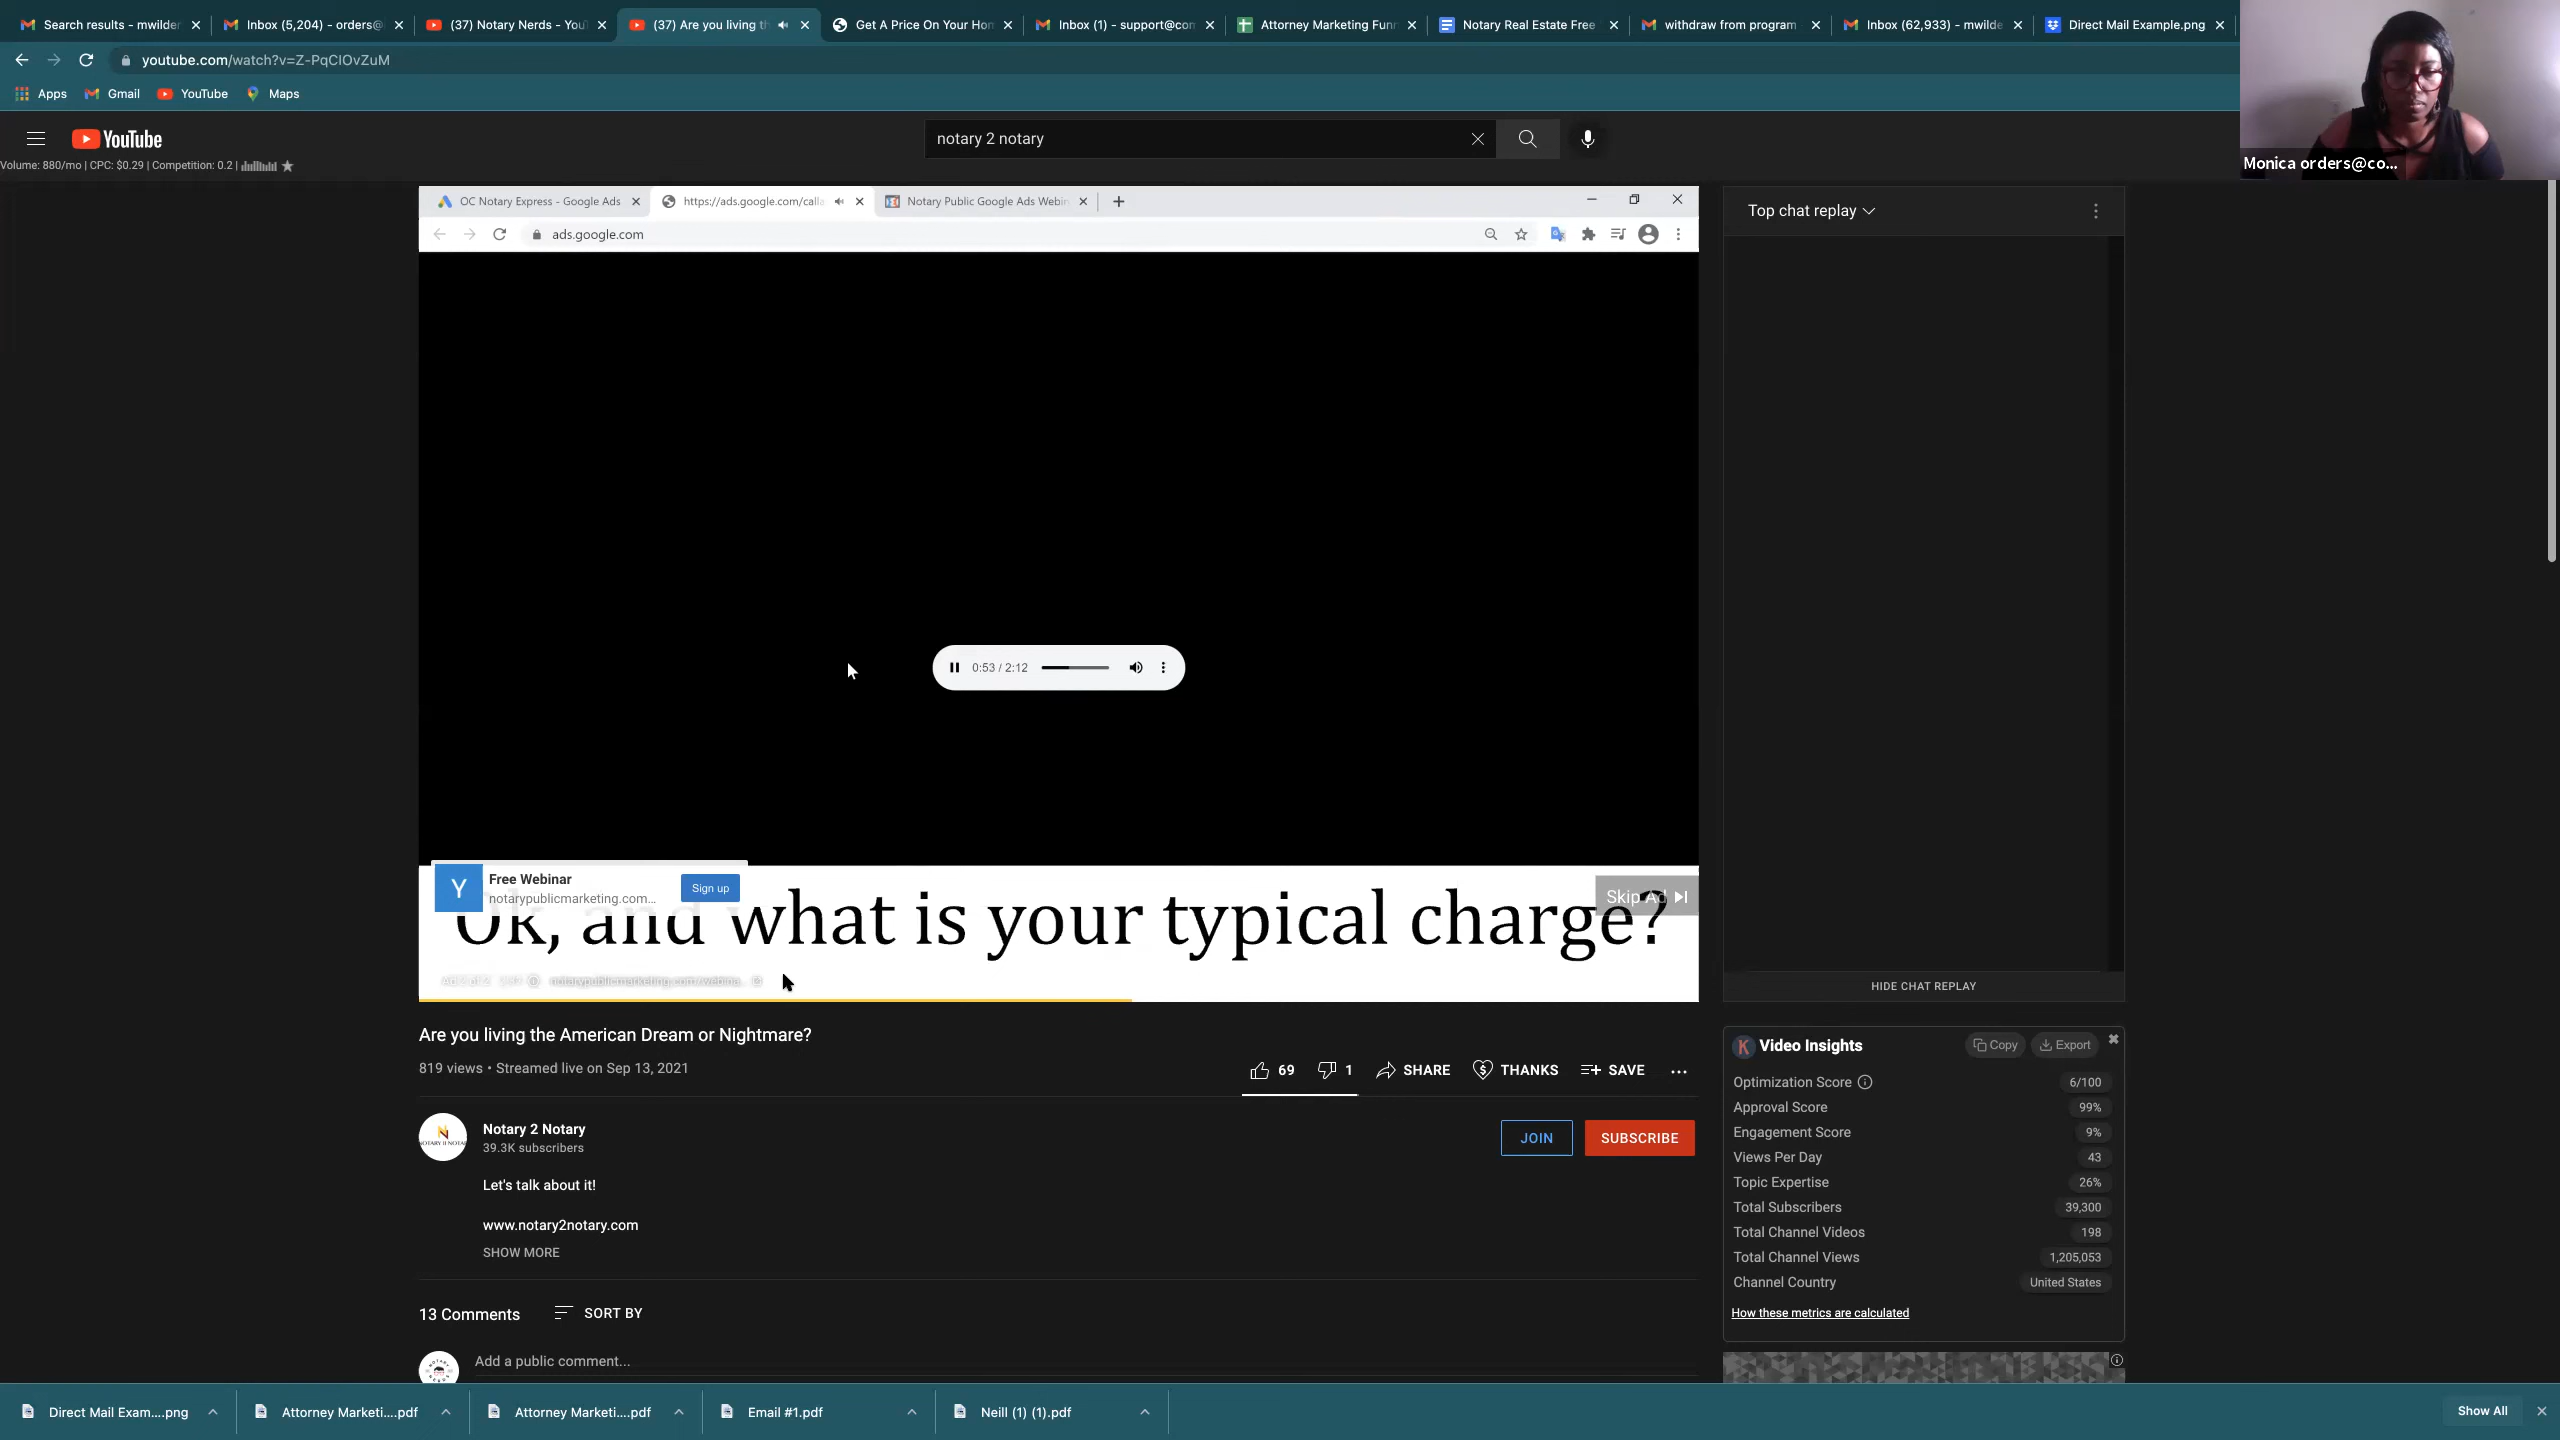 Search results - mwilder
Inbox (5,204) - orders@
(37) Notary Nerds - You
(37) Are you living th
Get A Price On Your Hom
Inbox (1) - support@con
Attorney Marketing Funn
Notary Real Estate Free
withdraw from program
Inbox (62,933) - mwilde
Direct Mail Example.png
youtube.com/watch?v=Z-PqCIOvZuM
Apps
Gmail
YouTube
Maps
YouTube
notary 2 notary
Monica orders@co...
Volume: 880/mo | CPC: $0.29 | Competition: 0.2 |
OC Notary Express - Google Ads
https://ads.google.com/calla
Notary Public Google Ads Webin
ads.google.com
Top chat replay
0:53 / 2:12
Free Webinar
notarypublicmarketing.com...
Sign up
Skip Ad
Ok, and what is your typical charge?
HIDE CHAT REPLAY
Are you living the American Dream or Nightmare?
819 views • Streamed live on Sep 13, 2021
69
1
SHARE
THANKS
SAVE
Notary 2 Notary
39.3K subscribers
JOIN
SUBSCRIBE
Let's talk about it!
www.notary2notary.com
SHOW MORE
13 Comments
SORT BY
Add a public comment...
Video Insights
Copy
Export
Optimization Score 6/100
Approval Score 99%
Engagement Score 9%
Views Per Day 43
Topic Expertise 26%
Total Subscribers 39,300
Total Channel Videos 198
Total Channel Views 1,205,053
Channel Country United States
How these metrics are calculated
Direct Mail Exam....png
Attorney Marketi....pdf
Attorney Marketi....pdf
Email #1.pdf
Neill (1) (1).pdf
Show All